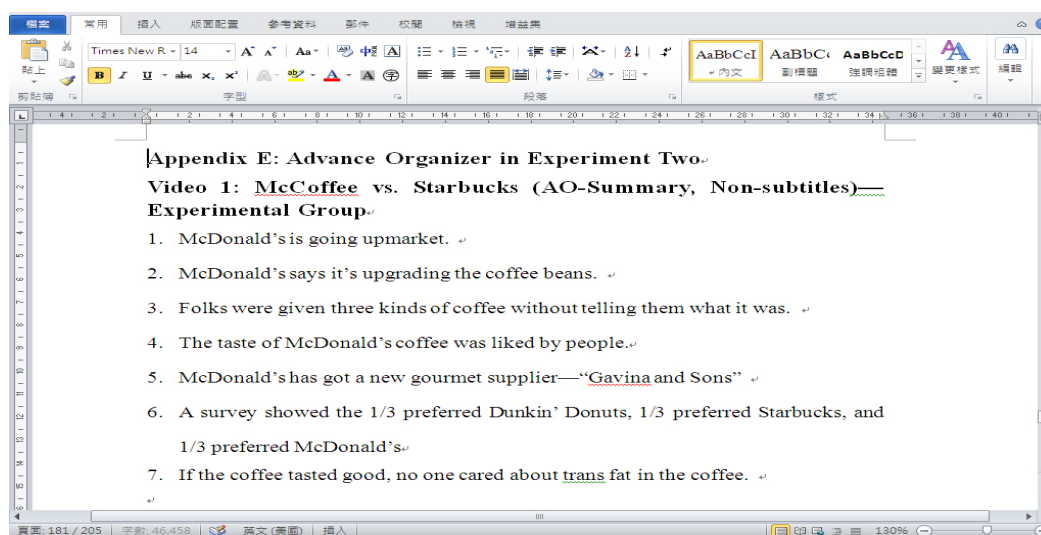 檔案 常用 插入 版面配置 參考資料 郵件 校閱 檢視 增益集
Times New R 14 Aa 中 A
貼上 B I U abc x₂ x² A ab A A 字
AaBbCcI AaBbC AaBbCcD
內文 副標題 強調粗體 變更樣式 編輯
剪貼簿 字型 段落 樣式
Appendix E: Advance Organizer in Experiment Two
Video 1: McCoffee vs. Starbucks (AO-Summary, Non-subtitles)—
Experimental Group
1. McDonald's is going upmarket.
2. McDonald's says it's upgrading the coffee beans.
3. Folks were given three kinds of coffee without telling them what it was.
4. The taste of McDonald's coffee was liked by people.
5. McDonald's has got a new gourmet supplier—“Gavina and Sons”
6. A survey showed the 1/3 preferred Dunkin' Donuts, 1/3 preferred Starbucks, and
1/3 preferred McDonald's
7. If the coffee tasted good, no one cared about trans fat in the coffee.
頁面: 181 / 205 字數: 46,458 英文 (美國) 插入 130%